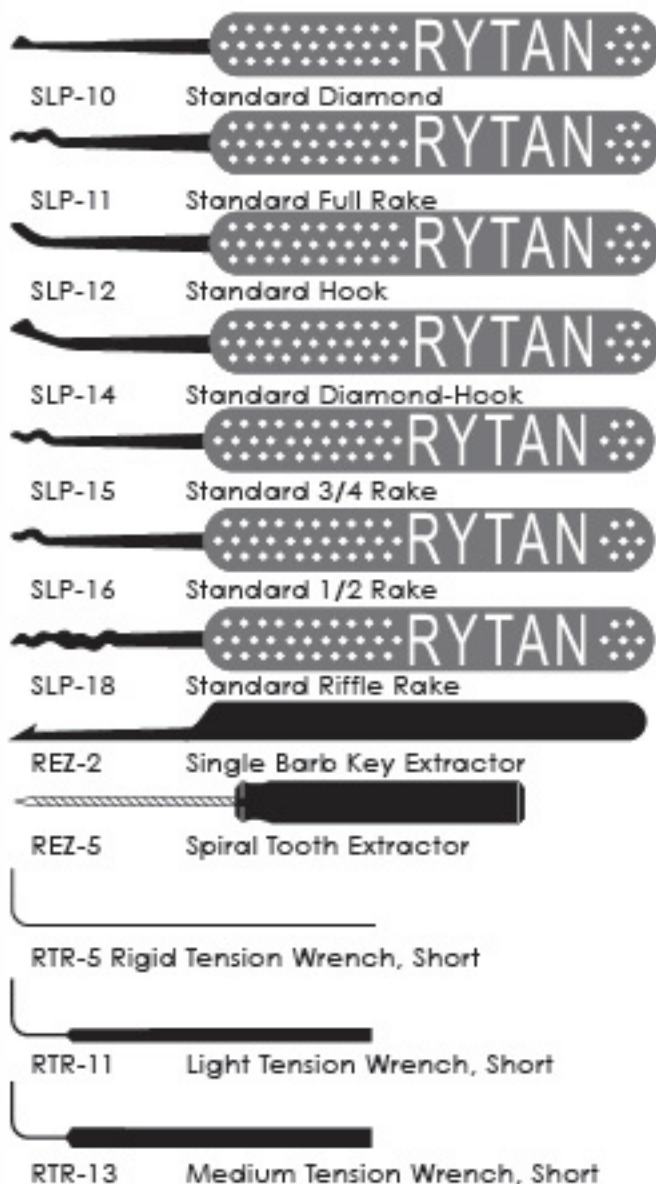 RYTAN
SLP-10 Standard Diamond
RYTAN
SLP-11 Standard Full Rake
RYTAN
SLP-12 Standard Hook
RYTAN
SLP-14 Standard Diamond-Hook
RYTAN
SLP-15 Standard 3/4 Rake
RYTAN
SLP-16 Standard 1/2 Rake
RYTAN
SLP-18 Standard Riffle Rake
REZ-2 Single Barb Key Extractor
REZ-5 Spiral Tooth Extractor
RTR-5 Rigid Tension Wrench, Short
RTR-11 Light Tension Wrench, Short
RTR-13 Medium Tension Wrench, Short